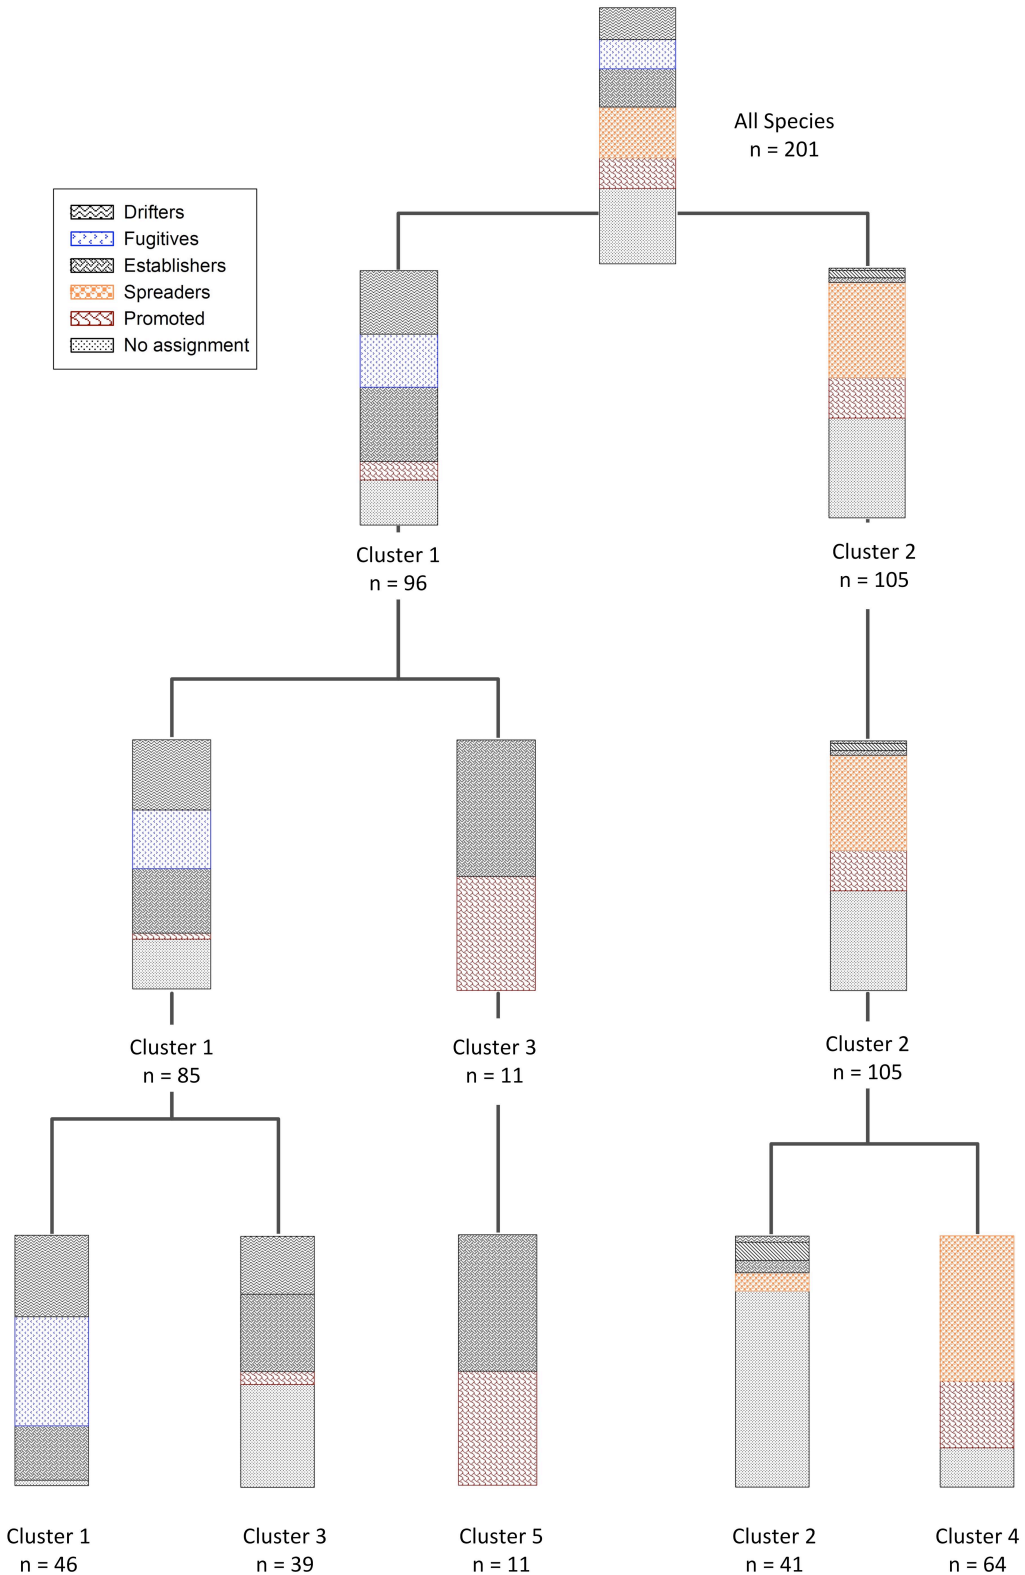 All Species
n = 201
Drifters
Fugitives
Establishers
Spreaders
Promoted
No assignment
Cluster 1
n = 96
Cluster 2
n = 105
Cluster 1
n = 85
Cluster 3
n = 11
Cluster 2
n = 105
Cluster 1
n = 46
Cluster 3
n = 39
Cluster 5
n = 11
Cluster 2
n = 41
Cluster 4
n = 64